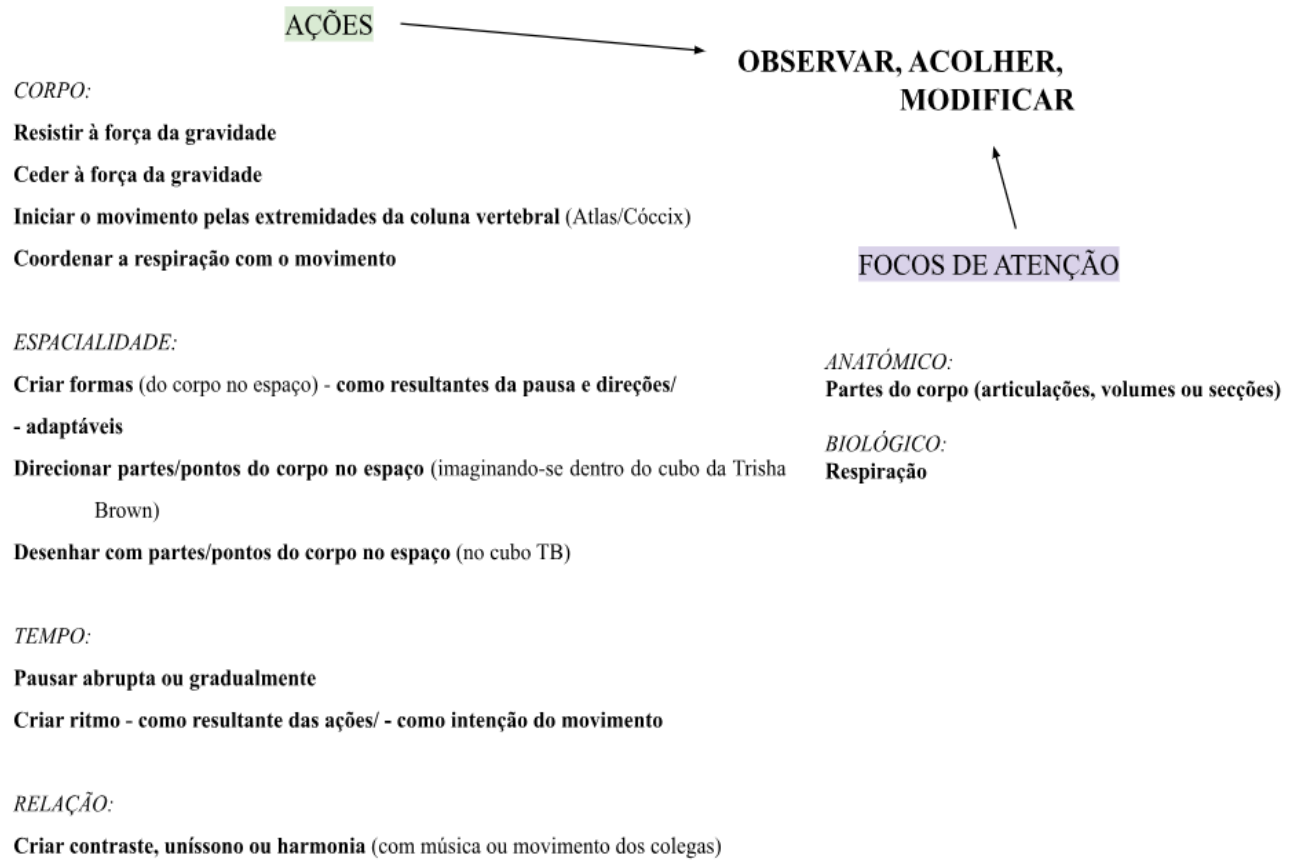 AÇÕES
OBSERVAR, ACOLHER,
MODIFICAR
CORPO:
Resistir à força da gravidade
Ceder à força da gravidade
Iniciar o movimento pelas extremidades da coluna vertebral (Atlas/Cóccix)
Coordenar a respiração com o movimento
ESPACIALIDADE:
Criar formas (do corpo no espaço) - como resultantes da pausa e direções/
- adaptáveis
Direcionar partes/pontos do corpo no espaço (imaginando-se dentro do cubo da Trisha
Brown)
Desenhar com partes/pontos do corpo no espaço (no cubo TB)
TEMPO:
Pausar abrupta ou gradualmente
Criar ritmo - como resultante das ações/ - como intenção do movimento
RELAÇÃO:
Criar contraste, uníssono ou harmonia (com música ou movimento dos colegas)
FOCOS DE ATENÇÃO
ANATÓMICO:
Partes do corpo (articulações, volumes ou secções)
BIOLÓGICO:
Respiração